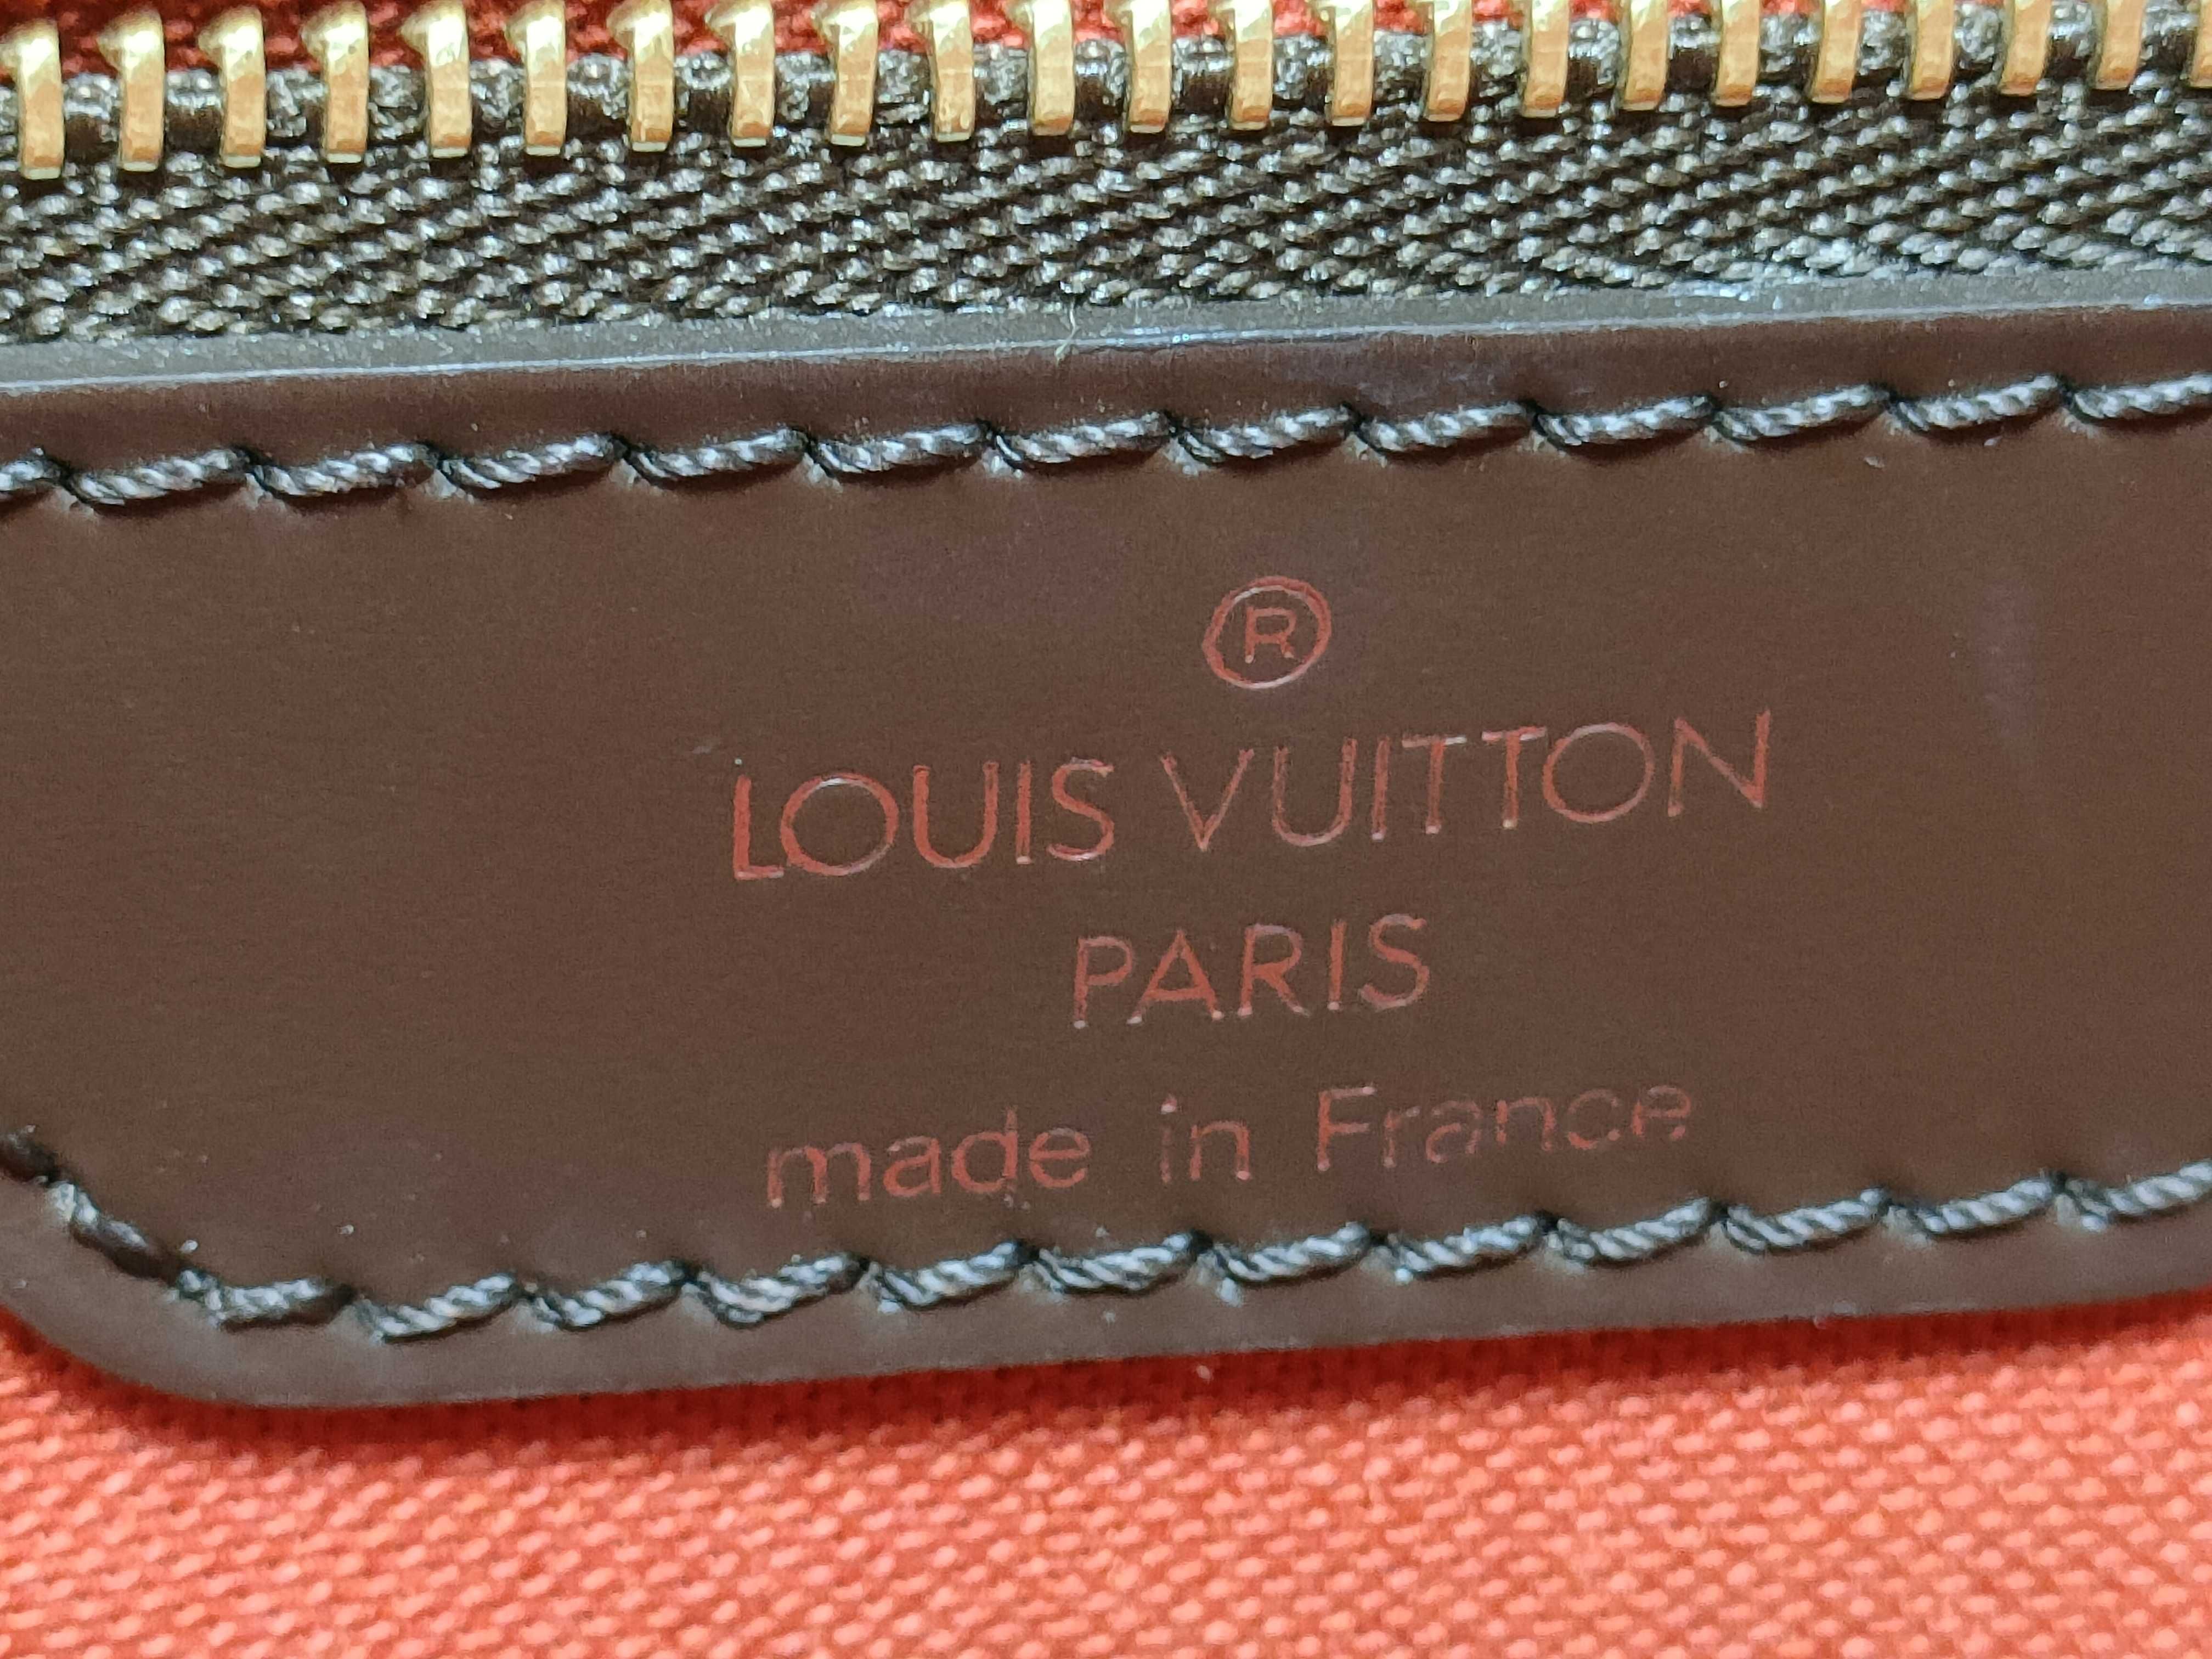 ®
LOUIS VUITTON
PARIS
made in France